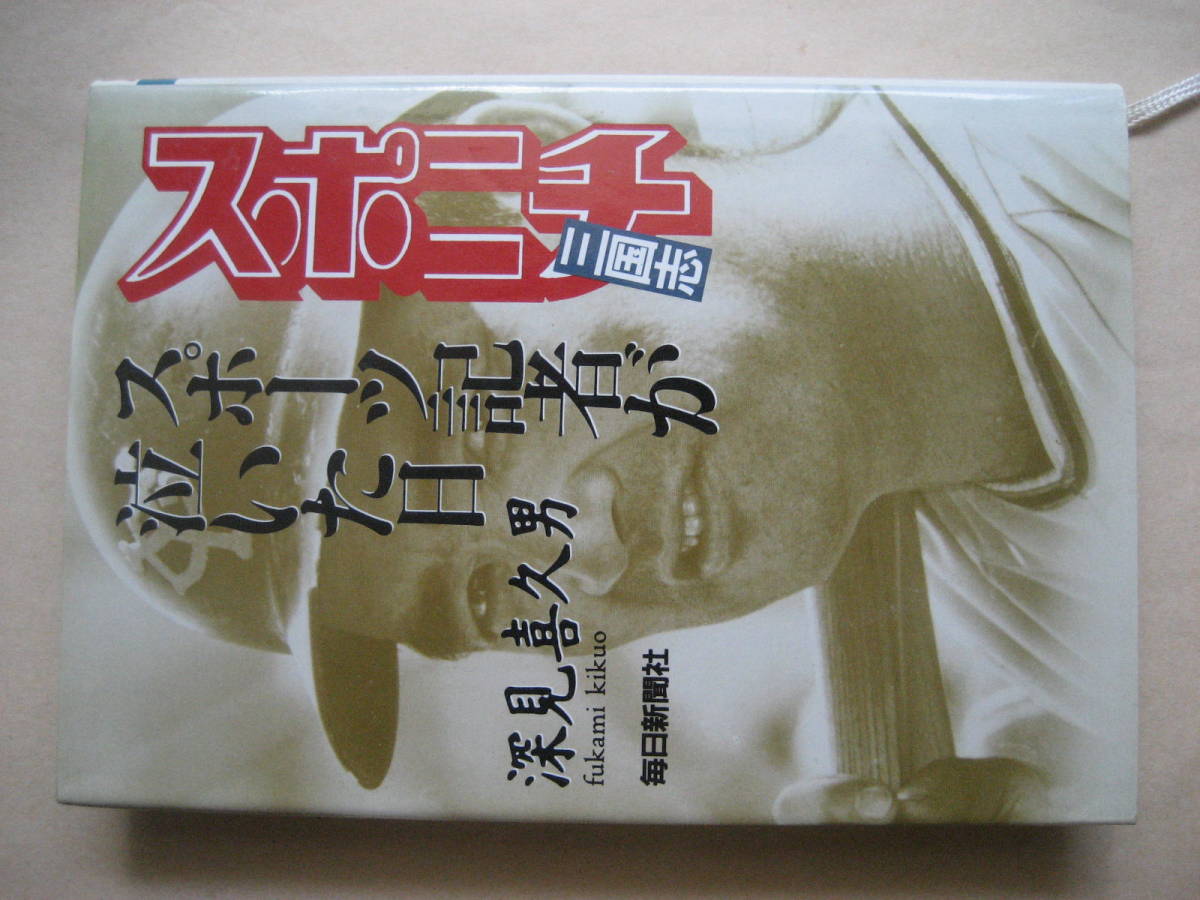 スポニチ
三国志
スポーツ記者が
泣いた日
深見喜久男
fukami kikuo
毎日新聞社